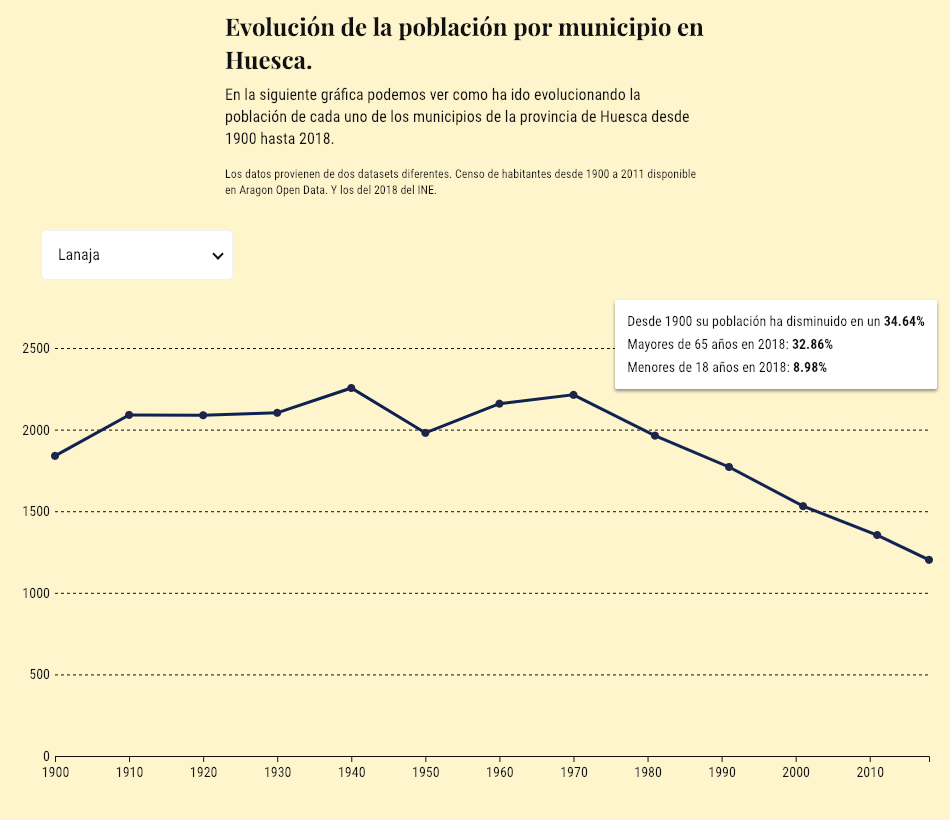 Evolución de la población por municipio en
Huesca.
En la siguiente gráfica podemos ver como ha ido evolucionando la
población de cada uno de los municipios de la provincia de Huesca desde
1900 hasta 2018.
Los datos provienen de dos datasets diferentes. Censo de habitantes desde 1900 a 2011 disponible
en Aragon Open Data. Y los del 2018 del INE.
Lanaja
Desde 1900 su población ha disminuido en un 34.64%
Mayores de 65 años en 2018: 32.86%
Menores de 18 años en 2018: 8.98%
2500
2000
1500
1000
500
0
1900 1910 1920 1930 1940 1950 1960 1970 1980 1990 2000 2010